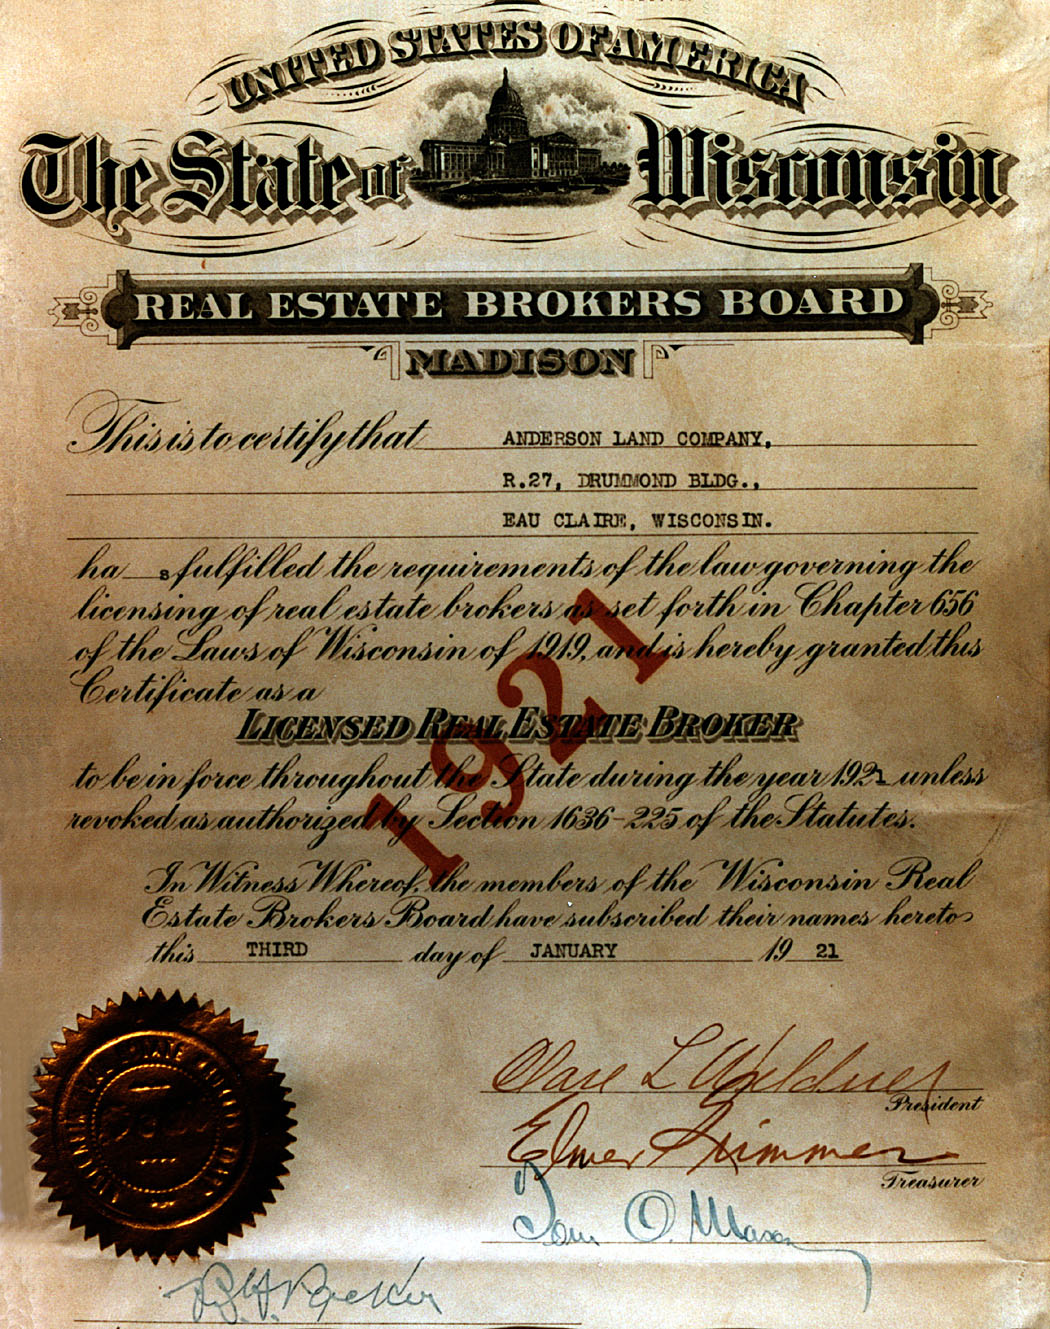 UNITED STATES OF AMERICA
The State of Wisconsin
REAL ESTATE BROKERS BOARD
MADISON
This is to certify that ANDERSON LAND COMPANY,
R.27, DRUMMOND BLDG.,
EAU CLAIRE, WISCONSIN.
ha s fulfilled the requirements of the law governing the
licensing of real estate brokers as set forth in Chapter 656
of the Laws of Wisconsin of 1919, and is hereby granted this
Certificate as a
LICENSED REAL ESTATE BROKER
1921
to be in force throughout the State during the year 1921 unless
revoked as authorized by Section 1636-225 of the Statutes.
In Witness Whereof, the members of the Wisconsin Real
Estate Brokers Board have subscribed their names hereto
this THIRD day of JANUARY 19 21
L
President
Elmer
Treasurer
Tom O. Mason